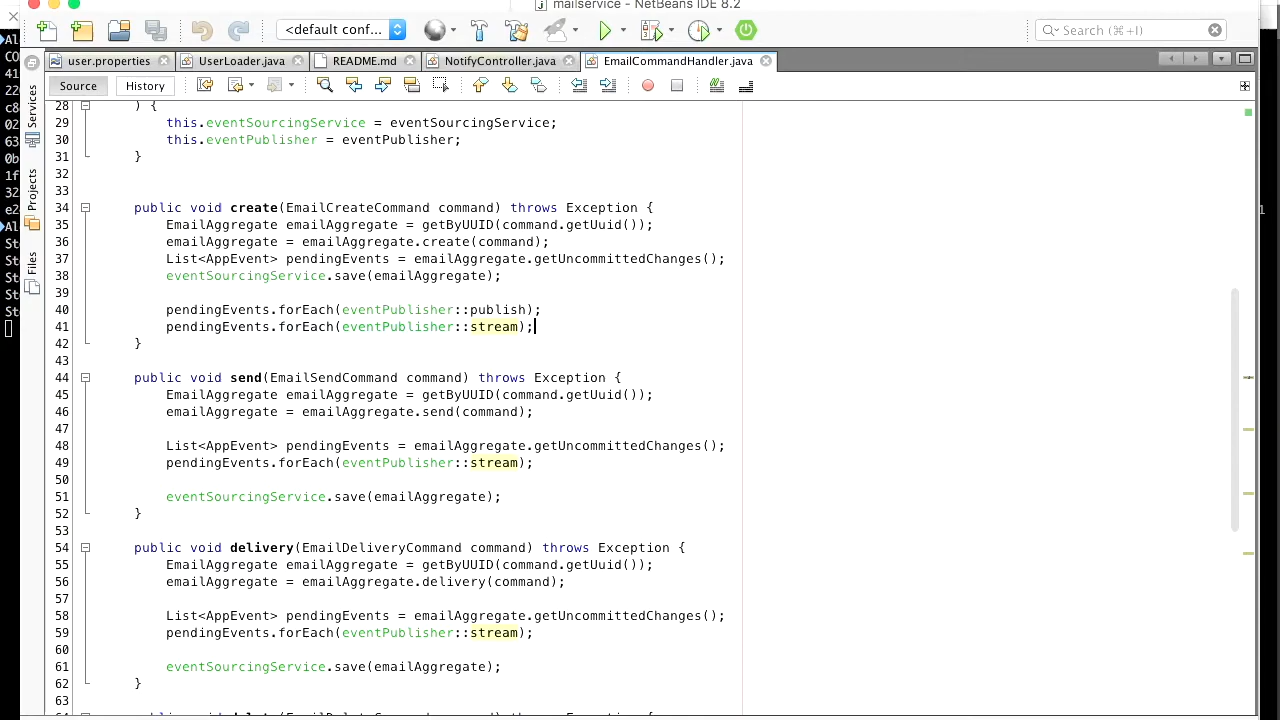 mailservice - NetBeans IDE 8.2
<default conf...
Search (⌘+I)
user.properties
UserLoader.java
README.md
NotifyController.java
EmailCommandHandler.java
Source
History
Services
Projects
Files
28 ) {
29 this.eventSourcingService = eventSourcingService;
30 this.eventPublisher = eventPublisher;
31 }
32
33
34 public void create(EmailCreateCommand command) throws Exception {
35 EmailAggregate emailAggregate = getByUUID(command.getUuid());
36 emailAggregate = emailAggregate.create(command);
37 List<AppEvent> pendingEvents = emailAggregate.getUncommittedChanges();
38 eventSourcingService.save(emailAggregate);
39
40 pendingEvents.forEach(eventPublisher::publish);
41 pendingEvents.forEach(eventPublisher::stream);
42 }
43
44 public void send(EmailSendCommand command) throws Exception {
45 EmailAggregate emailAggregate = getByUUID(command.getUuid());
46 emailAggregate = emailAggregate.send(command);
47
48 List<AppEvent> pendingEvents = emailAggregate.getUncommittedChanges();
49 pendingEvents.forEach(eventPublisher::stream);
50
51 eventSourcingService.save(emailAggregate);
52 }
53
54 public void delivery(EmailDeliveryCommand command) throws Exception {
55 EmailAggregate emailAggregate = getByUUID(command.getUuid());
56 emailAggregate = emailAggregate.delivery(command);
57
58 List<AppEvent> pendingEvents = emailAggregate.getUncommittedChanges();
59 pendingEvents.forEach(eventPublisher::stream);
60
61 eventSourcingService.save(emailAggregate);
62 }
63